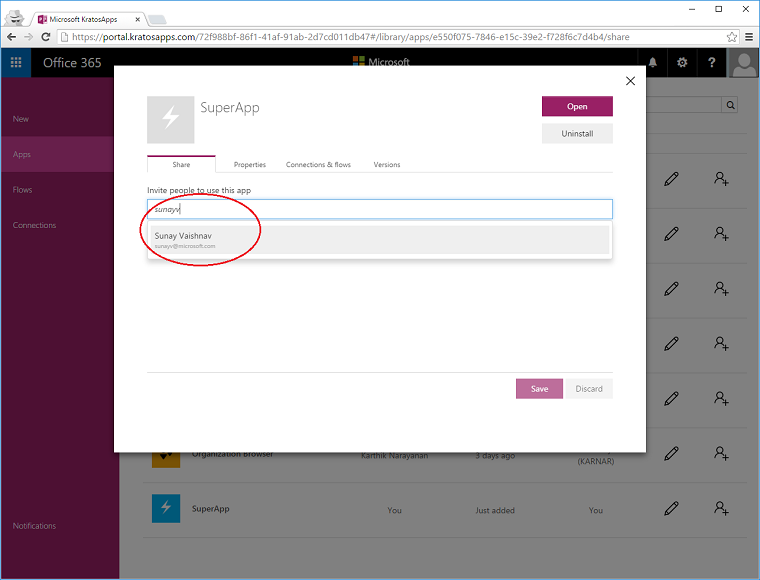 Microsoft KratosApps
https://portal.kratosapps.com/72f988bf-86f1-41af-91ab-2d7cd011db47#/library/apps/e550f075-7846-e15c-39e2-f728f6c7d4b4/share
Office 365
Microsoft
?
New
Apps
Flows
Connections
Notifications
SuperApp
Open
Uninstall
Share Properties Connections & flows Versions
Invite people to use this app
sunayv
Sunay Vaishnav
sunayv@microsoft.com
Save Discard
Organization Browser Karthik Narayanan 3 days ago
(KARNAR)
SuperApp You Just added You